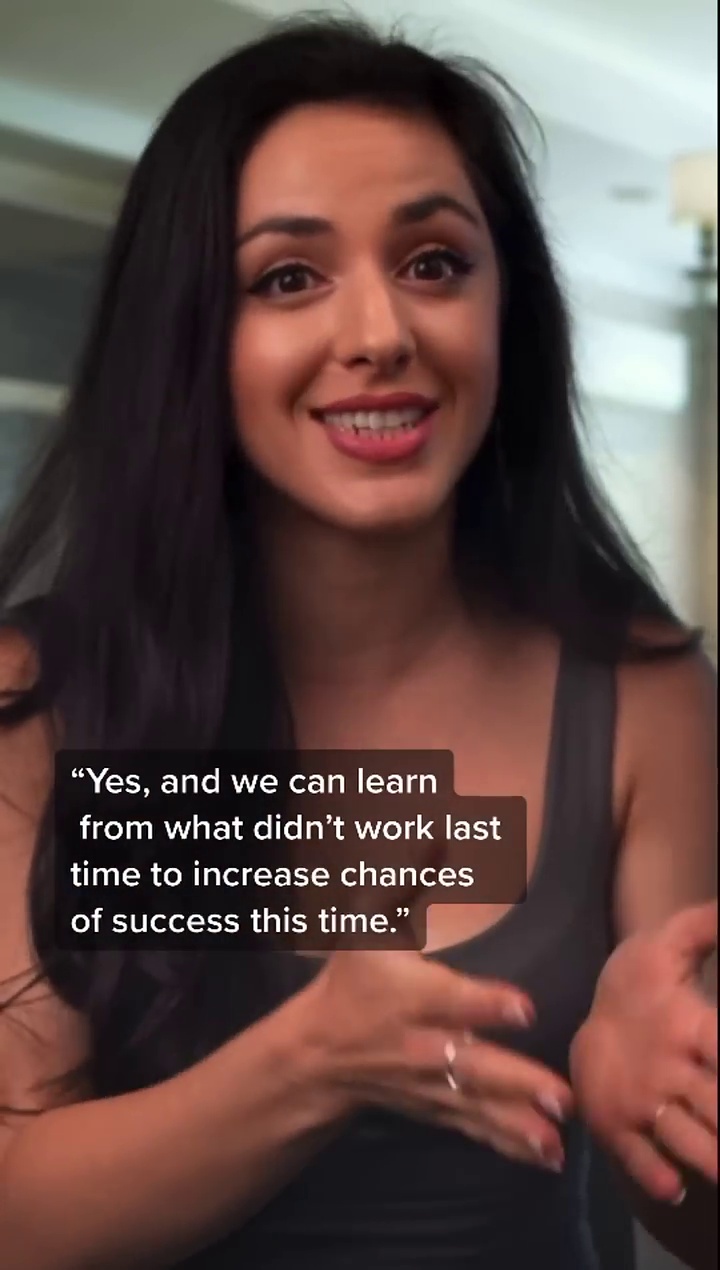 “Yes, and we can learn
from what didn’t work last
time to increase chances
of success this time.”